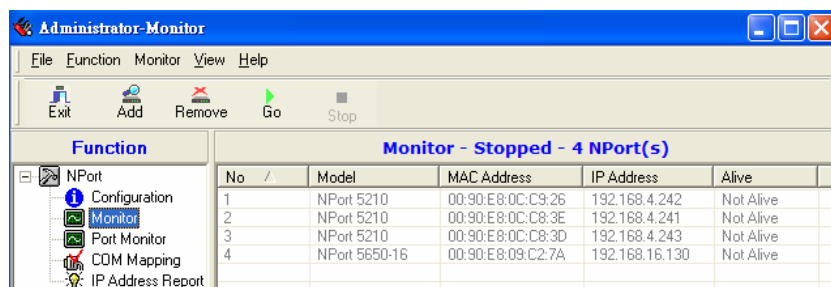 Administrator-Monitor
File Function Monitor View Help
Exit Add Remove Go Stop
Function
Monitor - Stopped - 4 NPort(s)
NPort
Configuration
Monitor
Port Monitor
COM Mapping
IP Address Report
No Model MAC Address IP Address Alive
1 NPort 5210 00:90:E8:0C:C9:26 192.168.4.242 Not Alive
2 NPort 5210 00:90:E8:0C:C8:3E 192.168.4.241 Not Alive
3 NPort 5210 00:90:E8:0C:C8:3D 192.168.4.243 Not Alive
4 NPort 5650-16 00:90:E8:09:C2:7A 192.168.16.130 Not Alive